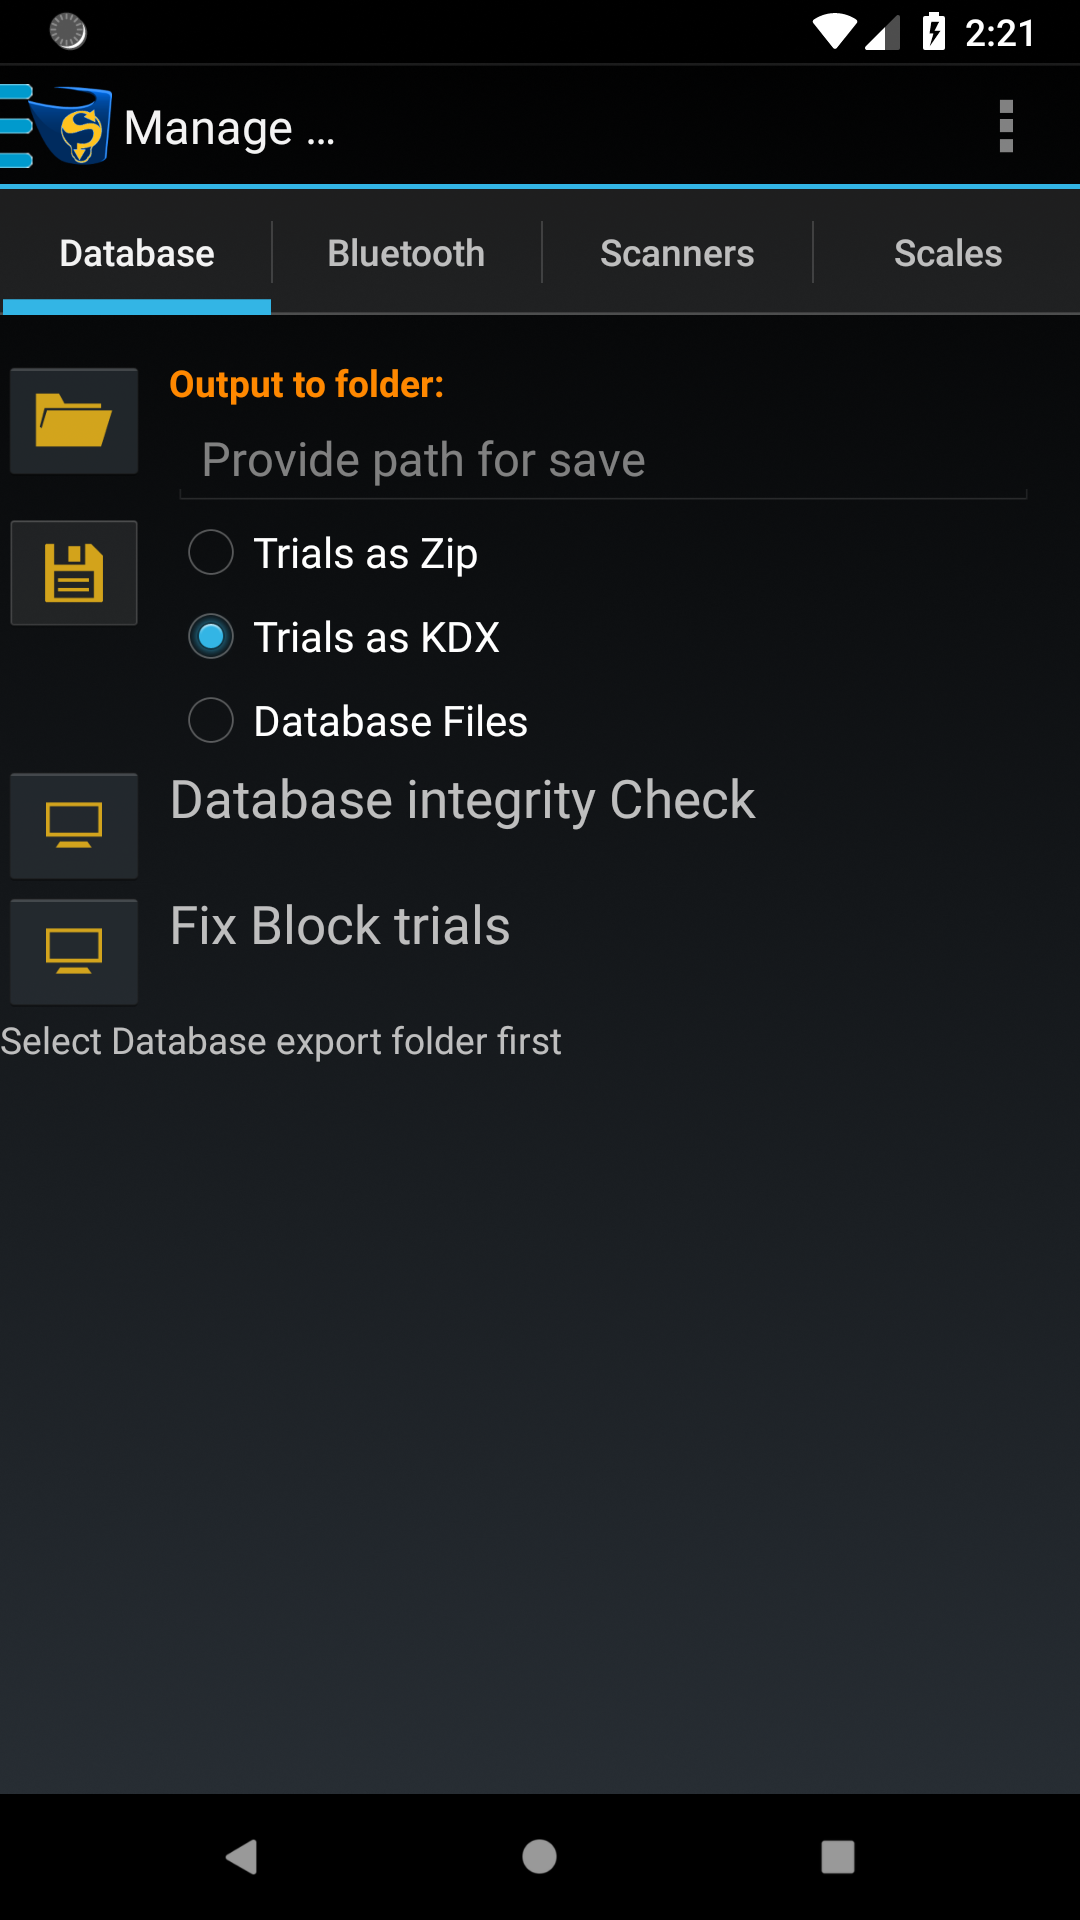 2:21
Manage ...
Database
Bluetooth
Scanners
Scales
Output to folder:
Provide path for save
Trials as Zip
Trials as KDX
Database Files
Database integrity Check
Fix Block trials
Select Database export folder first